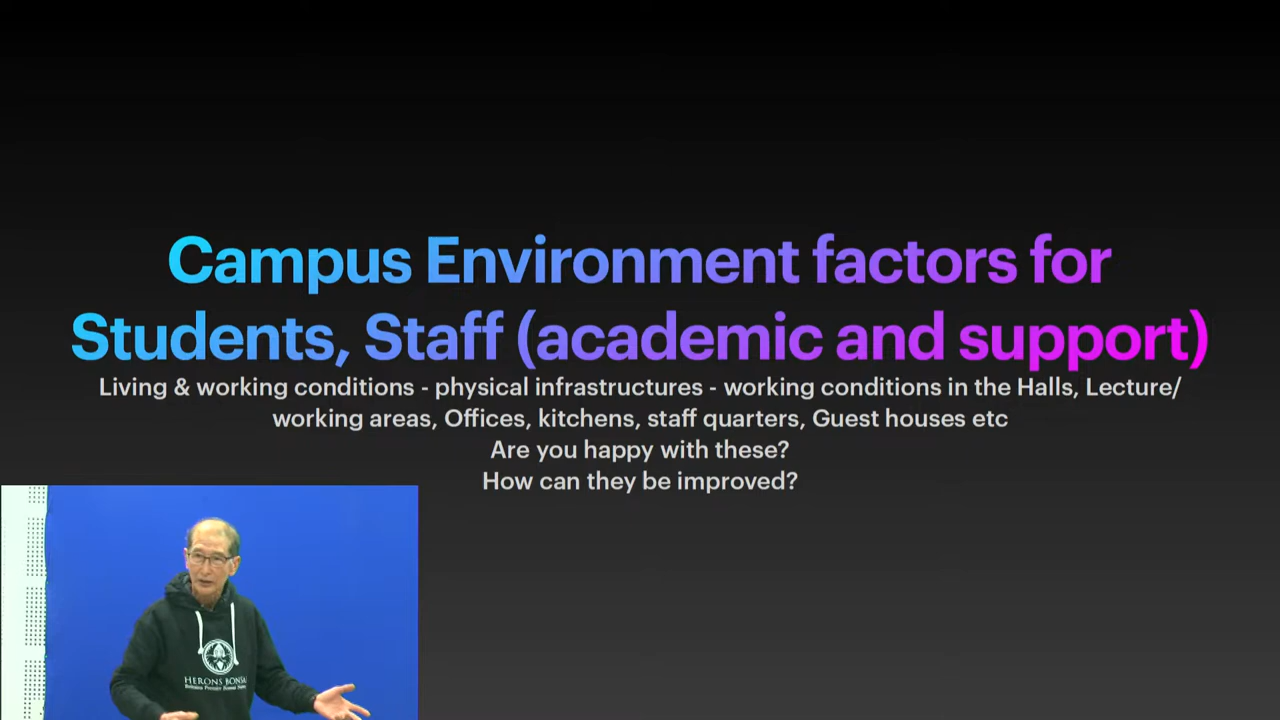 Campus Environment factors for
Students, Staff (academic and support)
Living & working conditions - physical infrastructures - working conditions in the Halls, Lecture/
working areas, Offices, kitchens, staff quarters, Guest houses etc
Are you happy with these?
How can they be improved?
HERONS BONSAI